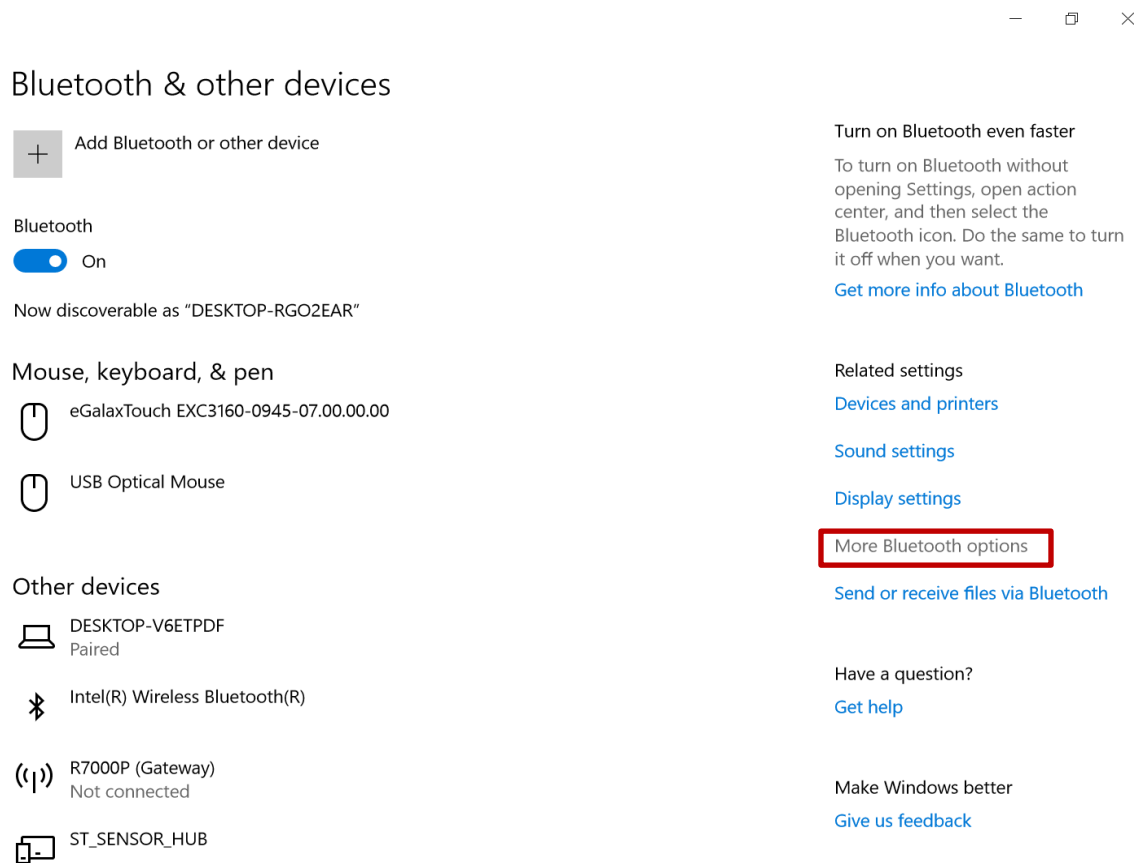 Bluetooth & other devices
Add Bluetooth or other device
Bluetooth
On
Now discoverable as “DESKTOP-RGO2EAR”
Mouse, keyboard, & pen
eGalaxTouch EXC3160-0945-07.00.00.00
USB Optical Mouse
Other devices
DESKTOP-V6ETPDF
Paired
Intel(R) Wireless Bluetooth(R)
R7000P (Gateway)
Not connected
ST_SENSOR_HUB
Turn on Bluetooth even faster
To turn on Bluetooth without
opening Settings, open action
center, and then select the
Bluetooth icon. Do the same to turn
it off when you want.
Get more info about Bluetooth
Related settings
Devices and printers
Sound settings
Display settings
More Bluetooth options
Send or receive files via Bluetooth
Have a question?
Get help
Make Windows better
Give us feedback